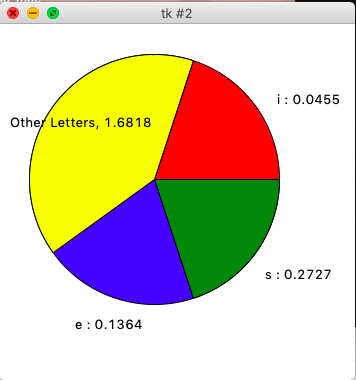 tk #2
i : 0.0455
Other Letters, 1.6818
s : 0.2727
e : 0.1364